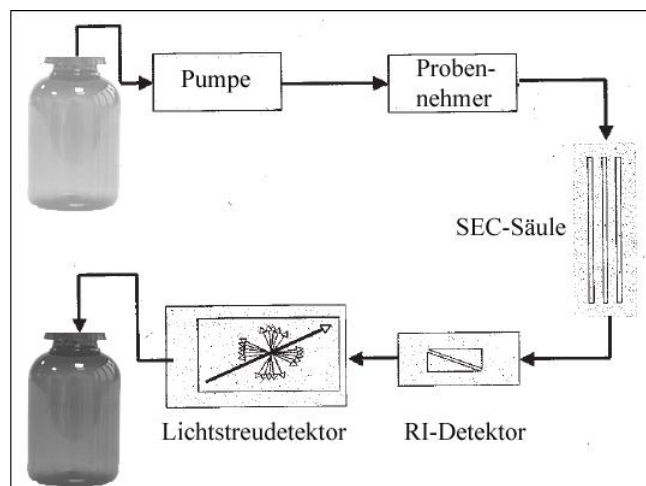 Pumpe
Proben-
nehmer
SEC-Säule
Lichtstreudetektor
RI-Detektor